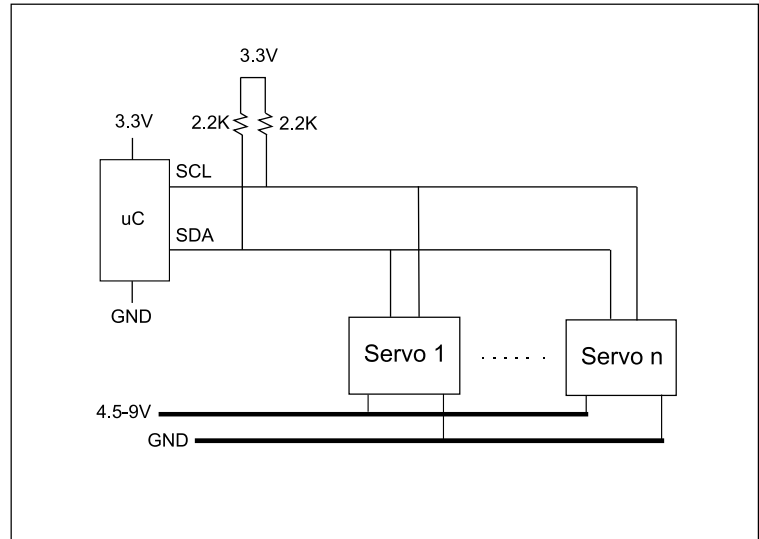 3.3V
3.3V
2.2K
2.2K
SCL
uC
SDA
GND
Servo 1
. . . . . .
Servo n
4.5-9V
GND